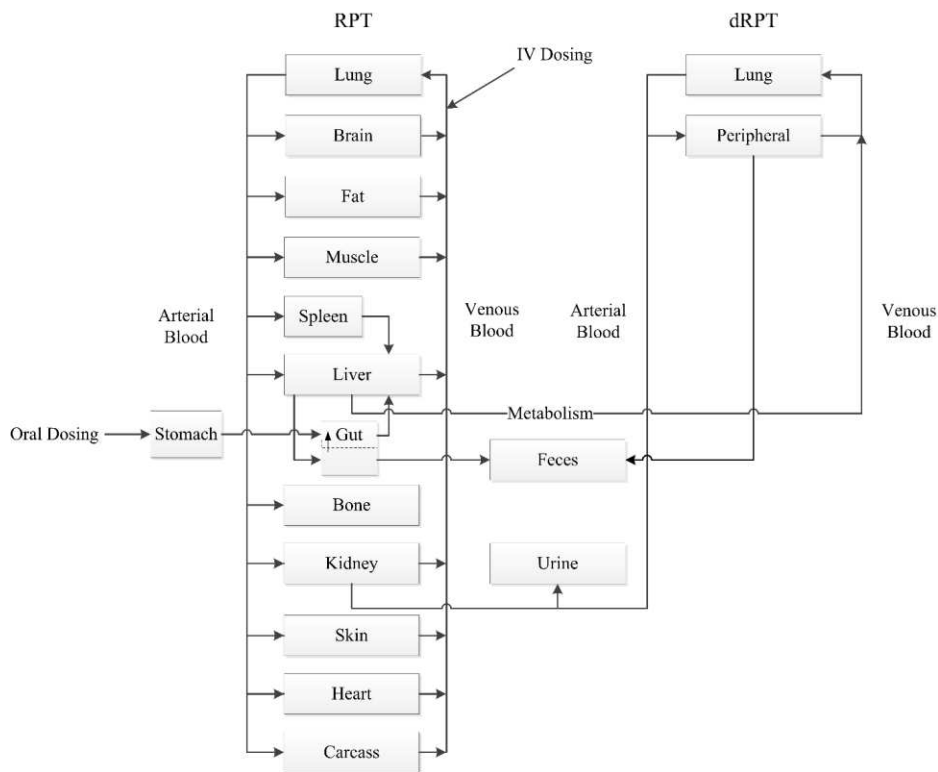 RPT
dRPT
IV Dosing
Lung
Lung
Brain
Peripheral
Fat
Muscle
Arterial
Blood
Spleen
Venous
Blood
Arterial
Blood
Venous
Blood
Liver
Metabolism
Oral Dosing
Stomach
Gut
Feces
Bone
Kidney
Urine
Skin
Heart
Carcass